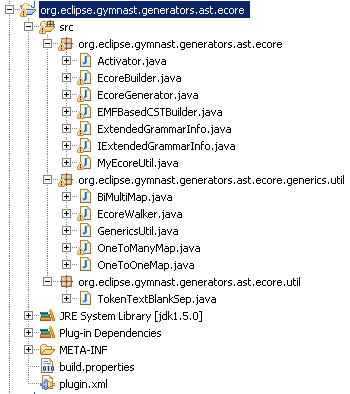 org.eclipse.gymnast.generators.ast.ecore
src
org.eclipse.gymnast.generators.ast.ecore
Activator.java
EcoreBuilder.java
EcoreGenerator.java
EMFBasedCSTBuilder.java
ExtendedGrammarInfo.java
IExtendedGrammarInfo.java
MyEcoreUtil.java
org.eclipse.gymnast.generators.ast.ecore.generics.util
BiMultiMap.java
EcoreWalker.java
GenericsUtil.java
OneToManyMap.java
OneToOneMap.java
org.eclipse.gymnast.generators.ast.ecore.util
TokenTextBlankSep.java
JRE System Library [jdk1.5.0]
Plug-in Dependencies
META-INF
build.properties
plugin.xml